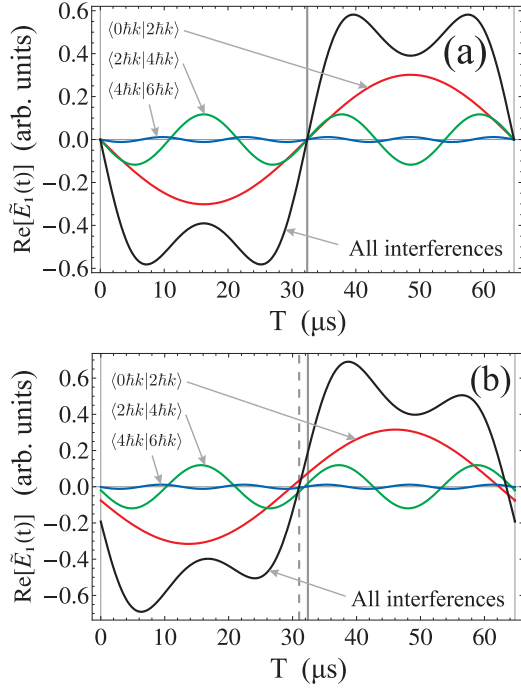 0.6
0.4
0.2
0.0
−0.2
−0.4
−0.6
Re[Ẽ₁(t)] (arb. units)
⟨0ħk|2ħk⟩
⟨2ħk|4ħk⟩
⟨4ħk|6ħk⟩
(a)
All interferences
0 10 20 30 40 50 60
T (μs)
0.6
0.4
0.2
0.0
−0.2
−0.4
−0.6
Re[Ẽ₁(t)] (arb. units)
⟨0ħk|2ħk⟩
⟨2ħk|4ħk⟩
⟨4ħk|6ħk⟩
(b)
All interferences
0 10 20 30 40 50 60
T (μs)